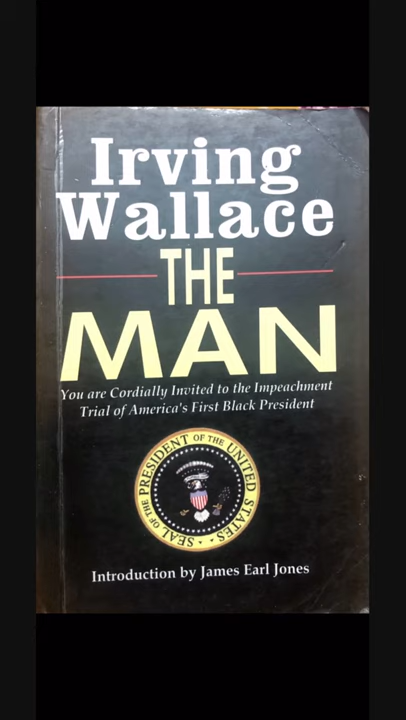 Irving
Wallace
THE
MAN
You are Cordially Invited to the Impeachment
Trial of America's First Black President
SEAL OF THE PRESIDENT OF THE UNITED STATES
Introduction by James Earl Jones